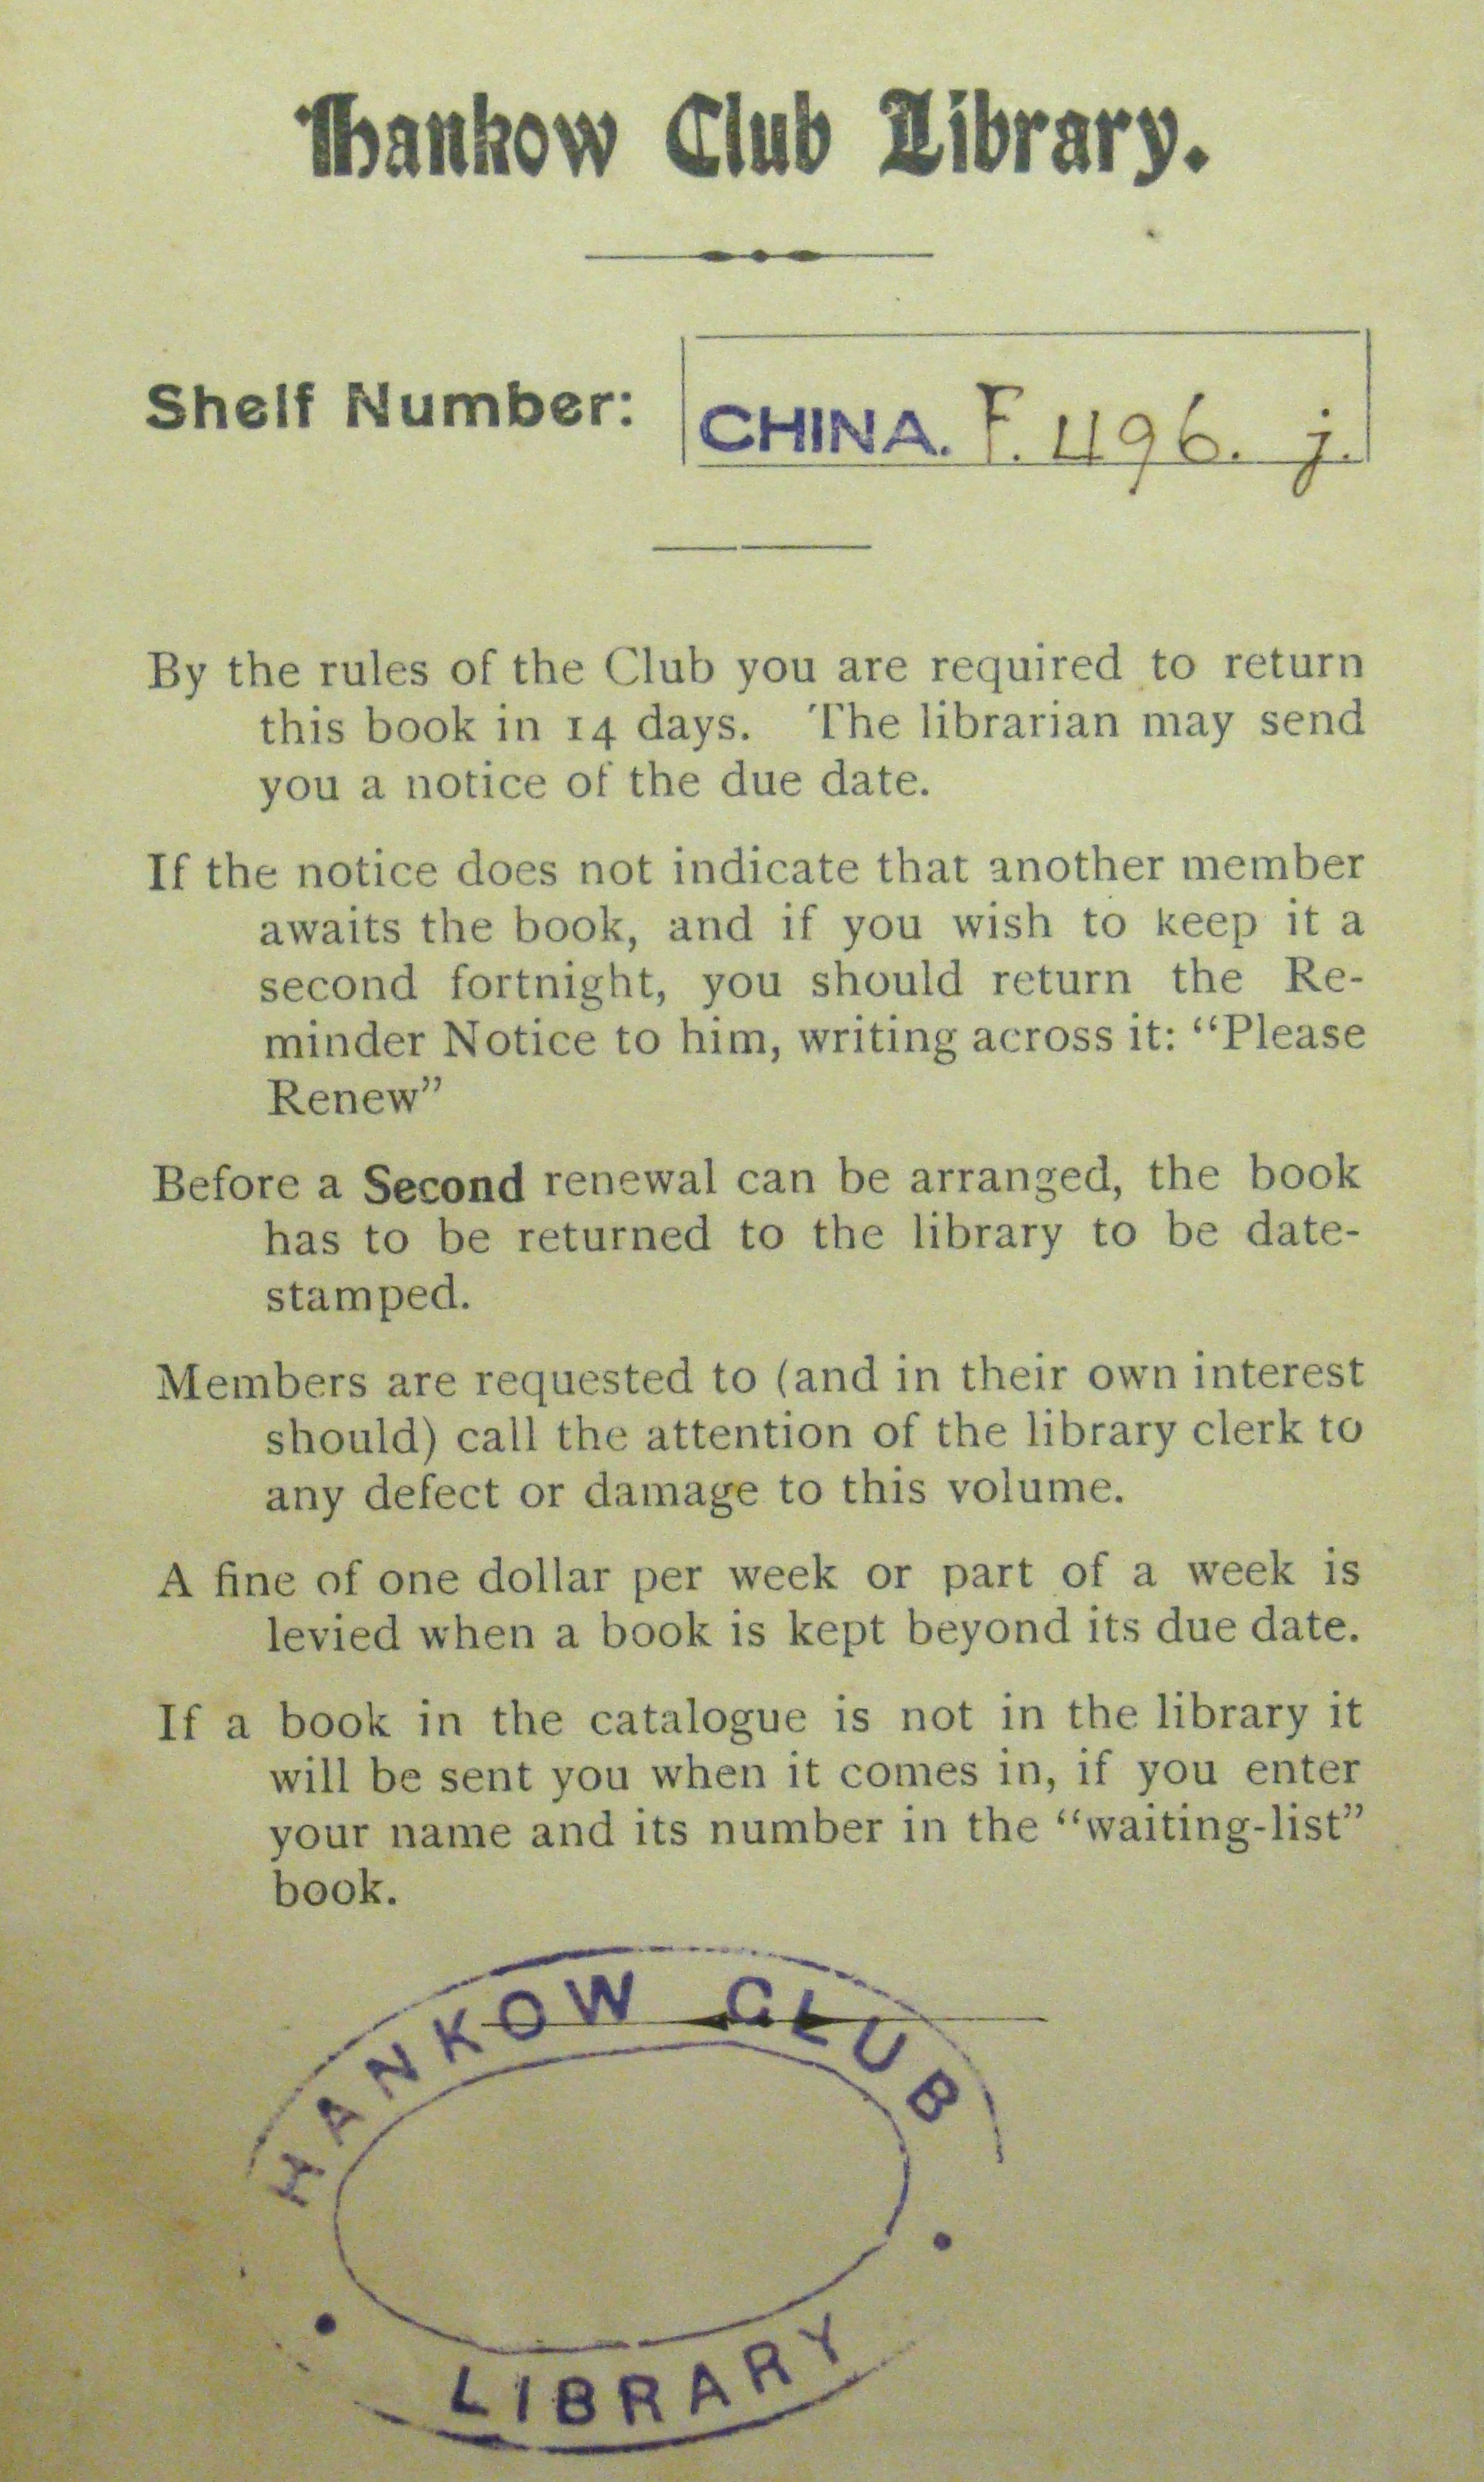 Hankow Club Library.
Shelf Number: CHINA. F. 496. j.
By the rules of the Club you are required to return
this book in 14 days. The librarian may send
you a notice of the due date.
If the notice does not indicate that another member
awaits the book, and if you wish to keep it a
second fortnight, you should return the Re-
minder Notice to him, writing across it: “Please
Renew”
Before a Second renewal can be arranged, the book
has to be returned to the library to be date-
stamped.
Members are requested to (and in their own interest
should) call the attention of the library clerk to
any defect or damage to this volume.
A fine of one dollar per week or part of a week is
levied when a book is kept beyond its due date.
If a book in the catalogue is not in the library it
will be sent you when it comes in, if you enter
your name and its number in the “waiting-list”
book.
HANKOW CLUB
LIBRARY